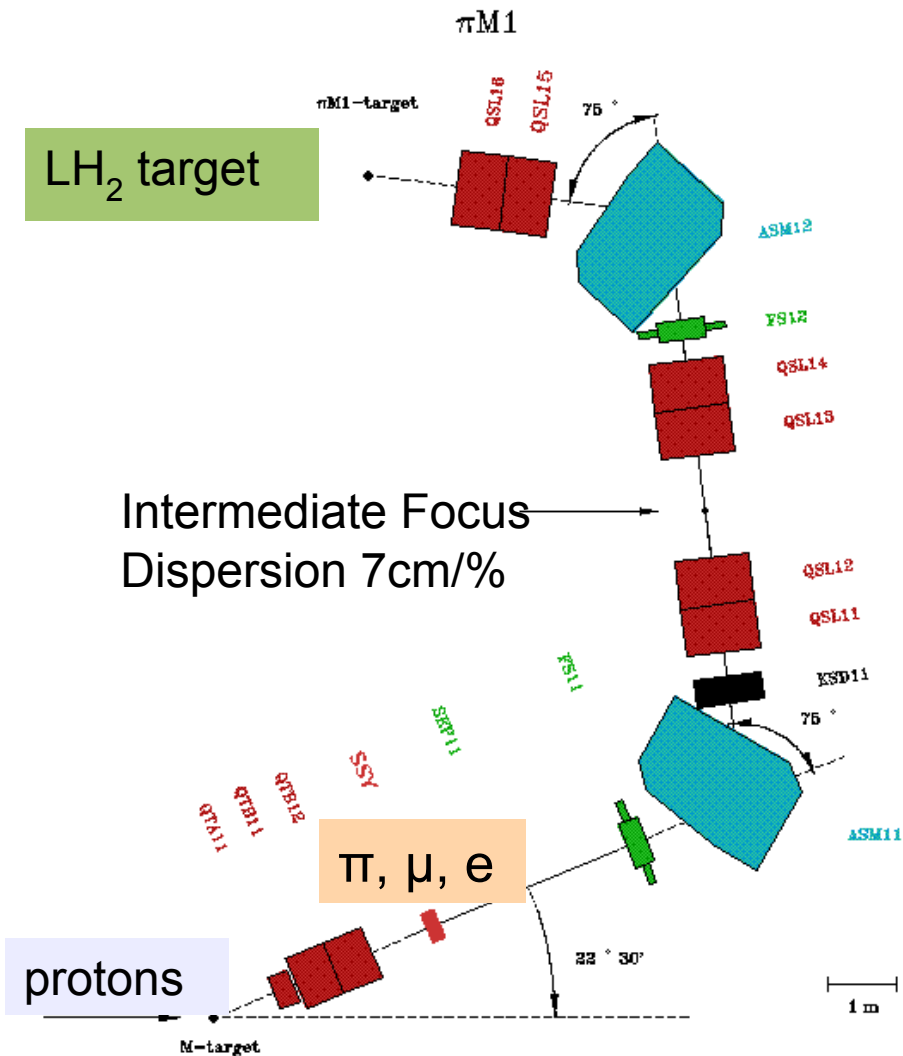 πM1
πM1-target
QSL16
QSL15
75 °
LH₂ target
ASM12
FS12
QSL14
QSL13
Intermediate Focus
Dispersion 7cm/%
QSL12
QSL11
KSD11
75 °
FS11
SEP11
SSY
QTB12
QTB11
QTA11
ASM11
π, μ, e
22 ° 30'
protons
1 m
M-target